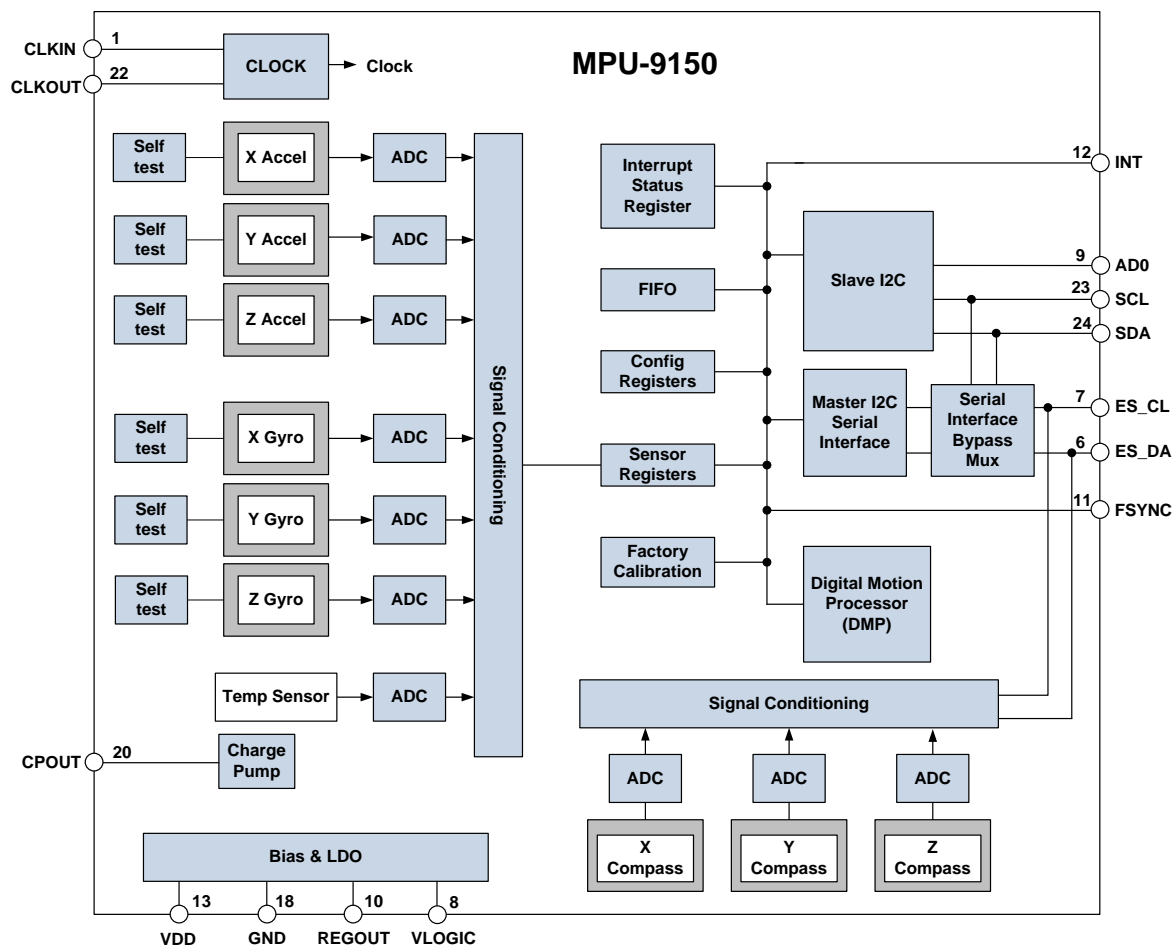 MPU-9150
CLKIN
1
CLKOUT
22
CLOCK
Clock
Self
test
X Accel
ADC
Self
test
Y Accel
ADC
Self
test
Z Accel
ADC
Self
test
X Gyro
ADC
Self
test
Y Gyro
ADC
Self
test
Z Gyro
ADC
Temp Sensor
ADC
Signal Conditioning
CPOUT
20
Charge
Pump
Bias & LDO
13
VDD
18
GND
10
REGOUT
8
VLOGIC
Interrupt
Status
Register
FIFO
Config
Registers
Sensor
Registers
Factory
Calibration
Slave I2C
Master I2C
Serial
Interface
Serial
Interface
Bypass
Mux
Digital Motion
Processor
(DMP)
12
INT
9
AD0
23
SCL
24
SDA
7
ES_CL
6
ES_DA
11
FSYNC
Signal Conditioning
ADC
ADC
ADC
X
Compass
Y
Compass
Z
Compass